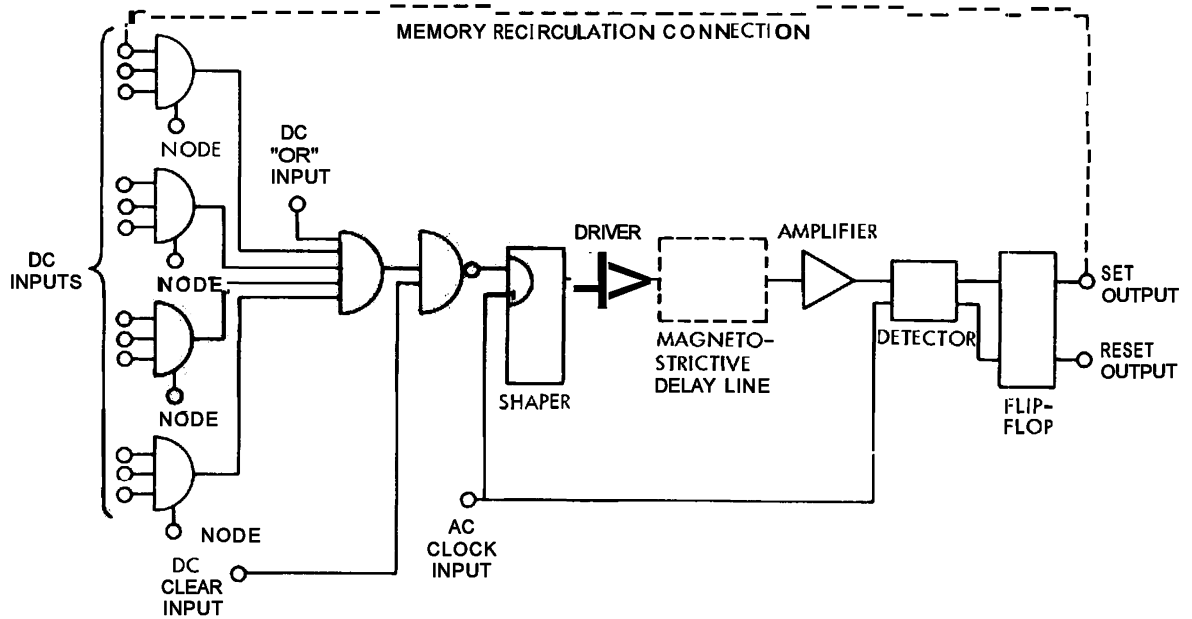 MEMORY RECIRCULATION CONNECTION
NODE
DC
"OR"
INPUT
DC
INPUTS
NODE
NODE
NODE
DC
CLEAR
INPUT
AC
CLOCK
INPUT
SHAPER
DRIVER
MAGNETO-
STRICTIVE
DELAY LINE
AMPLIFIER
DETECTOR
FLIP-
FLOP
SET
OUTPUT
RESET
OUTPUT